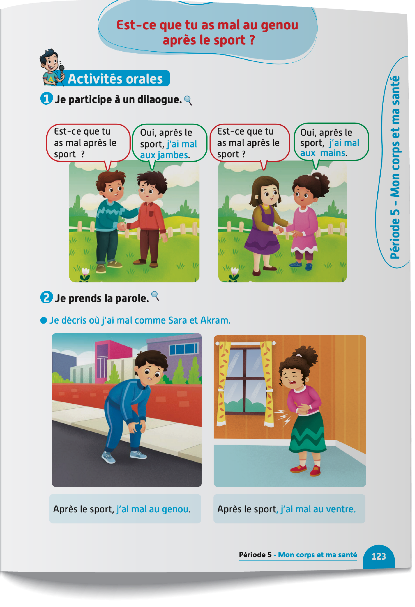 Est-ce que tu as mal au genou
après le sport ?
Activités orales
1 Je participe à un dilaogue.
Est-ce que tu
as mal après le
sport ?
Oui, après le
sport, j'ai mal
aux jambes.
Est-ce que tu
as mal après le
sport ?
Oui, après le
sport, j'ai mal
aux mains.
2 Je prends la parole.
Je dècris où j'ai mal comme Sara et Akram.
Après le sport, j'ai mal au genou.
Après le sport, j'ai mal au ventre.
Période 5 - Mon corps et ma santé
Période 5 - Mon corps et ma santé
123